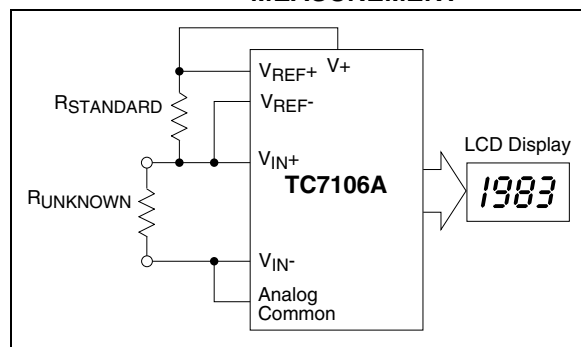 MEASUREMENT
V+
VREF+
VREF-
RSTANDARD
VIN+
TC7106A
LCD Display
1983
RUNKNOWN
VIN-
Analog
Common